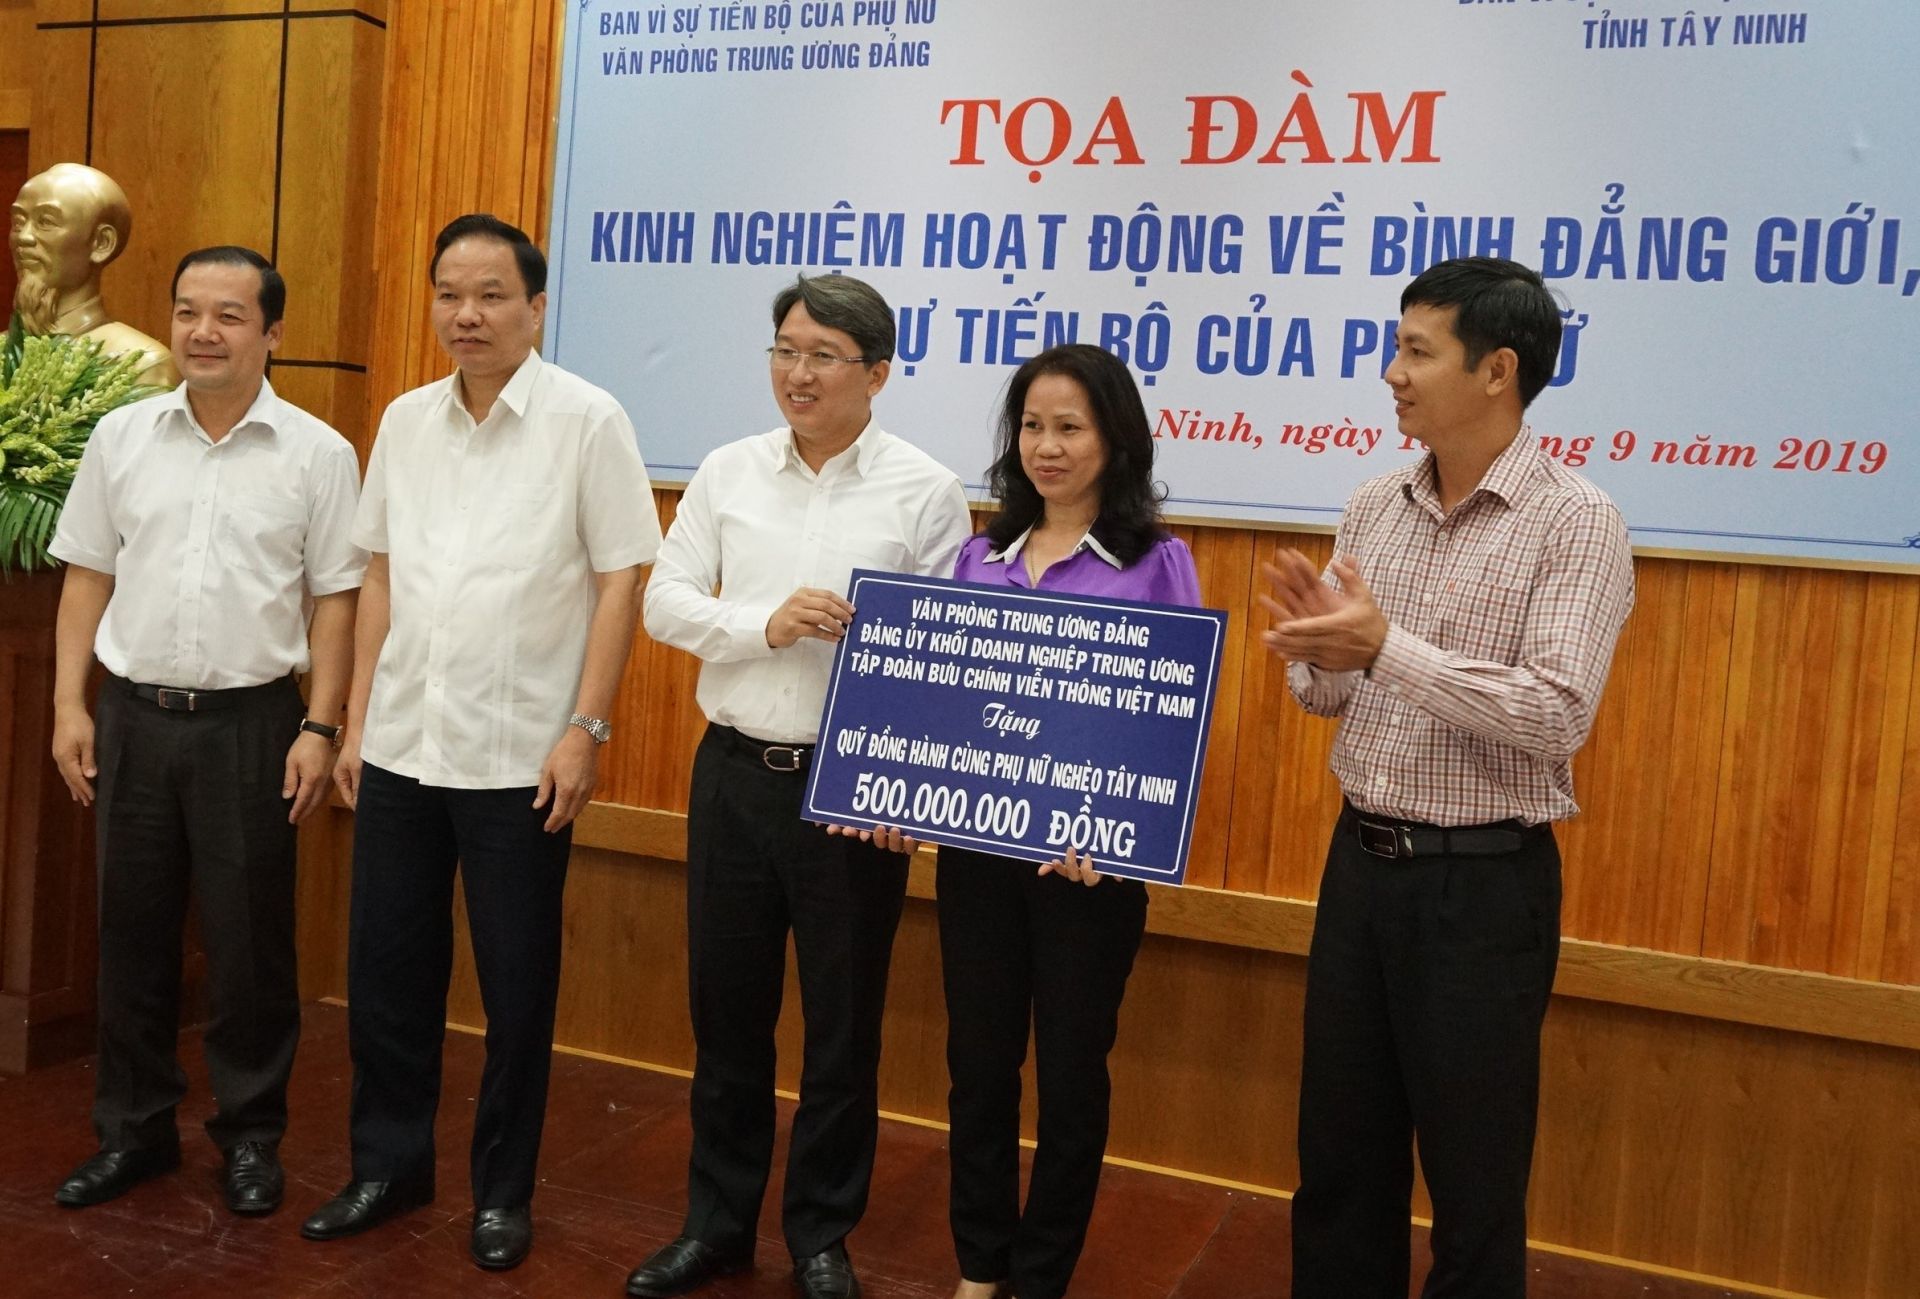 BAN VÌ SỰ TIẾN BỘ CỦA PHỤ NỮ
VĂN PHÒNG TRUNG ƯƠNG ĐẢNG
TỈNH TÂY NINH
TỌA ĐÀM
KINH NGHIỆM HOẠT ĐỘNG VỀ BÌNH ĐẲNG GIỚI,
SỰ TIẾN BỘ CỦA PHỤ NỮ
Ninh, ngày 9 năm 2019
VĂN PHÒNG TRUNG ƯƠNG ĐẢNG
ĐẢNG ỦY KHỐI DOANH NGHIỆP TRUNG ƯƠNG
TẬP ĐOÀN BƯU CHÍNH VIỄN THÔNG VIỆT NAM
Tặng
QUỸ ĐỒNG HÀNH CÙNG PHỤ NỮ NGHÈO TÂY NINH
500.000.000 ĐỒNG